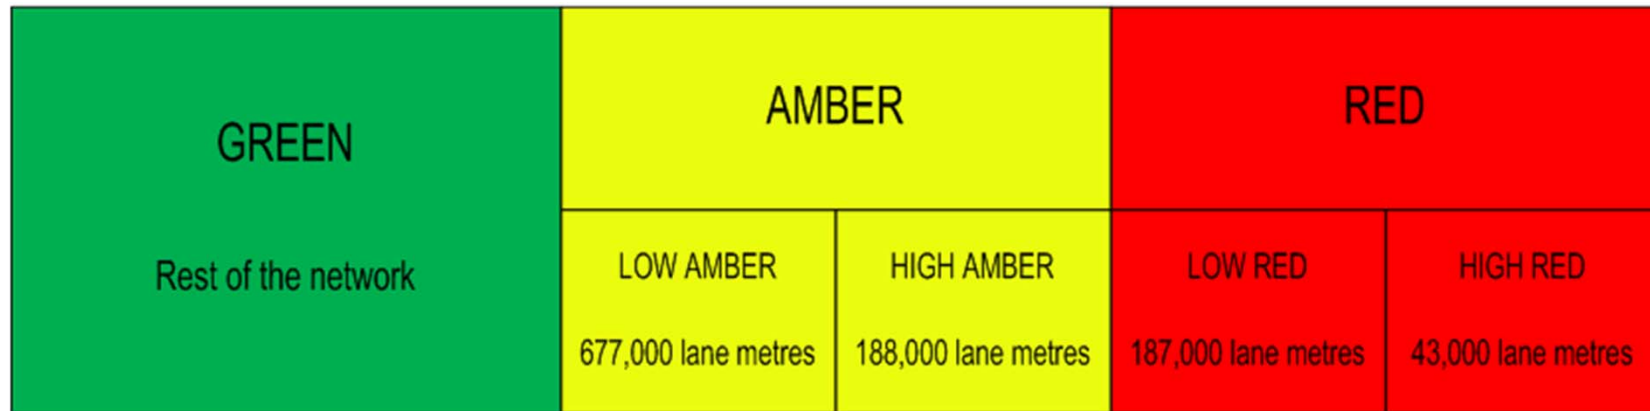 GREEN
Rest of the network
AMBER
LOW AMBER
677,000 lane metres
HIGH AMBER
188,000 lane metres
RED
LOW RED
187,000 lane metres
HIGH RED
43,000 lane metres